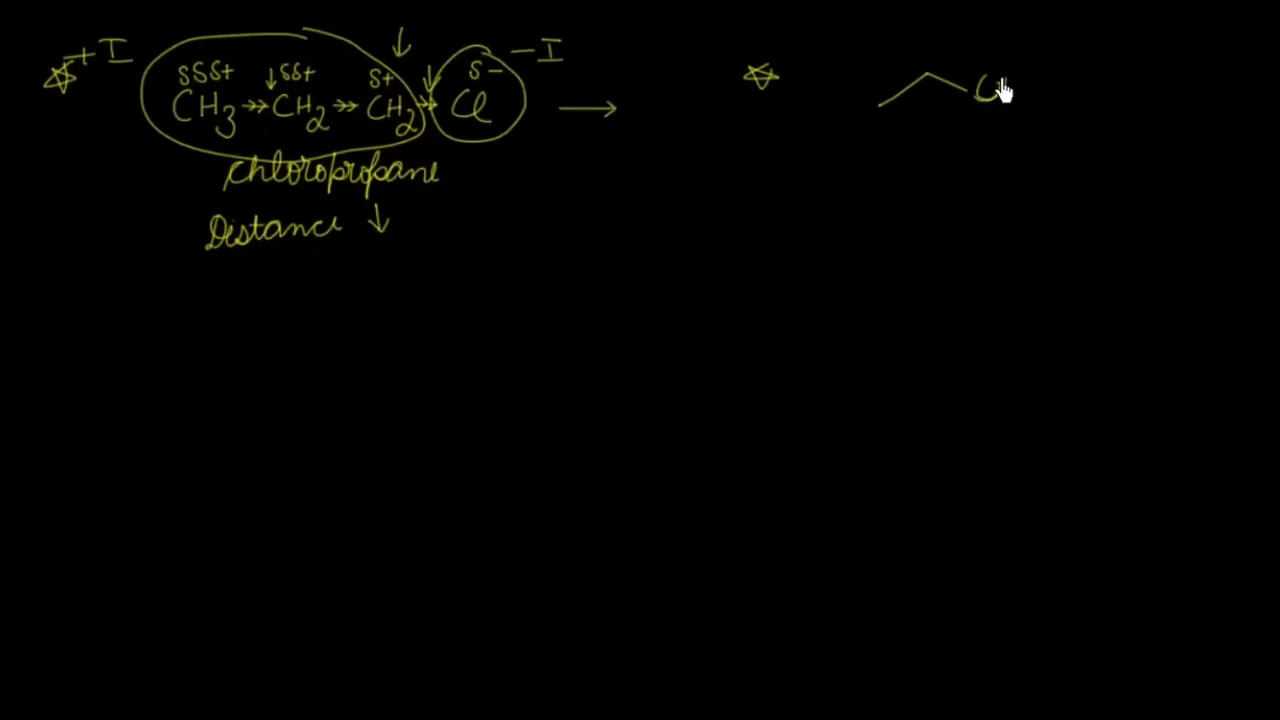 +I δδδ+ δδ+ δ+ δ- -I
CH3 →» CH2 →» CH2 →» Cl →
chloropropane
Distance ↓